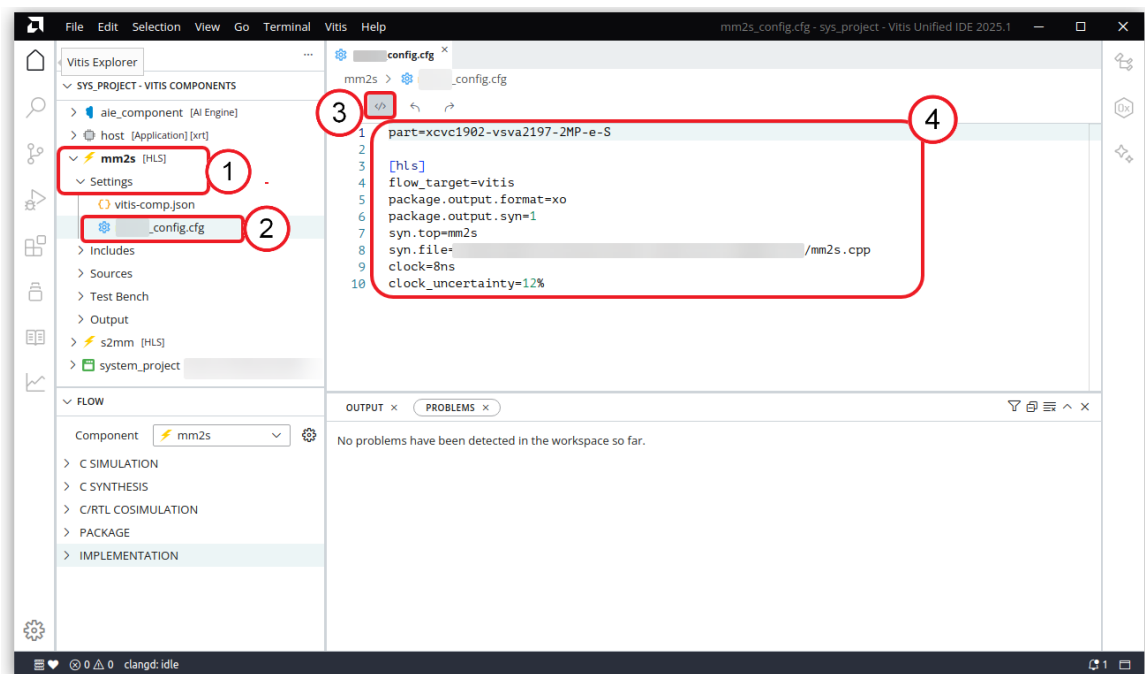 File Edit Selection View Go Terminal Vitis Help
mm2s_config.cfg - sys_project - Vitis Unified IDE 2025.1
Vitis Explorer
SYS_PROJECT - VITIS COMPONENTS
aie_component [AI Engine]
host [Application] [xrt]
mm2s [HLS]
1
Settings
vitis-comp.json
_config.cfg
2
Includes
Sources
Test Bench
Output
s2mm [HLS]
system_project
FLOW
Component mm2s
C SIMULATION
C SYNTHESIS
C/RTL COSIMULATION
PACKAGE
IMPLEMENTATION
config.cfg ×
mm2s > _config.cfg
3
4
1 part=xcvc1902-vsva2197-2MP-e-S
2
3 [hls]
4 flow_target=vitis
5 package.output.format=xo
6 package.output.syn=1
7 syn.top=mm2s
8 syn.file= /mm2s.cpp
9 clock=8ns
10 clock_uncertainty=12%
OUTPUT × PROBLEMS ×
No problems have been detected in the workspace so far.
0 0 clangd: idle
1